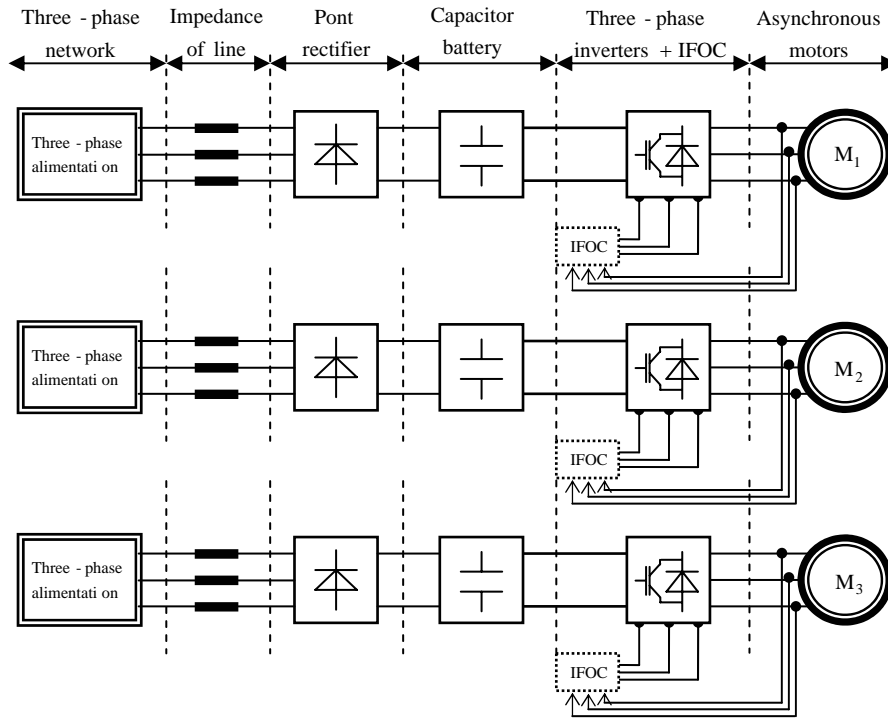 Three - phase network
Impedance of line
Pont rectifier
Capacitor battery
Three - phase inverters + IFOC
Asynchronous motors
Three - phase
alimentati on
M1
IFOC
Three - phase
alimentati on
M2
IFOC
Three - phase
alimentati on
M3
IFOC